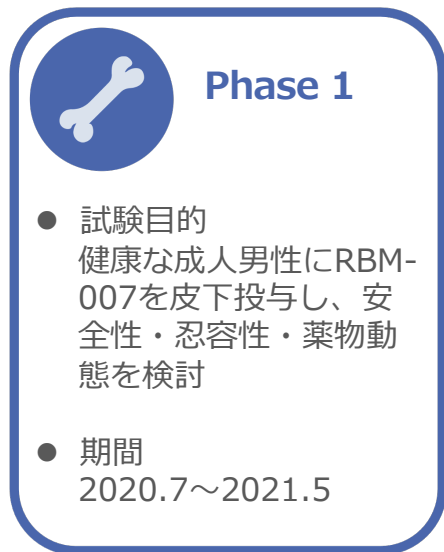 Phase 1
● 試験目的
健康な成人男性にRBM-
007を皮下投与し、安
全性・忍容性・薬物動
態を検討
● 期間
2020.7～2021.5